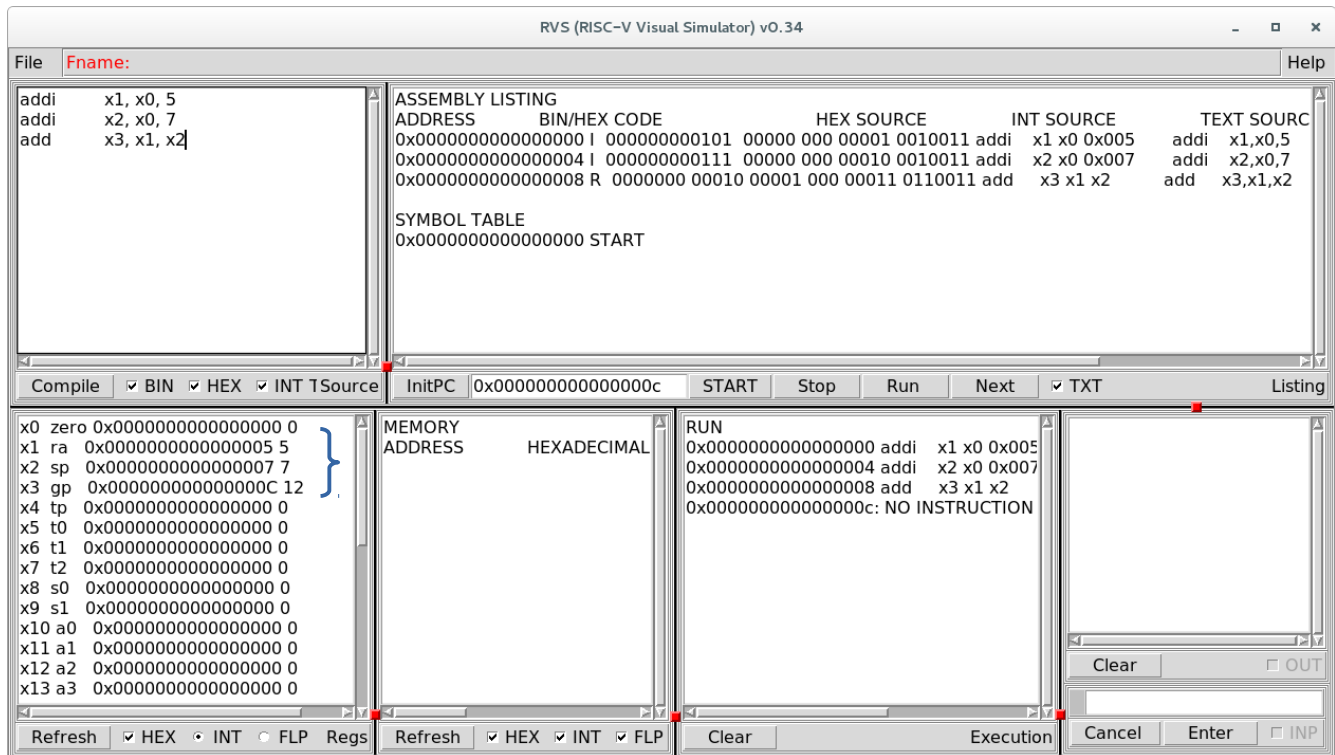 RVS (RISC-V Visual Simulator) v0.34
File Fname: Help
addi x1, x0, 5
addi x2, x0, 7
add x3, x1, x2
ASSEMBLY LISTING
ADDRESS BIN/HEX CODE HEX SOURCE INT SOURCE TEXT SOURC
0x0000000000000000 I 000000000101 00000 000 00001 0010011 addi x1 x0 0x005 addi x1,x0,5
0x0000000000000004 I 000000000111 00000 000 00010 0010011 addi x2 x0 0x007 addi x2,x0,7
0x0000000000000008 R 0000000 00010 00001 000 00011 0110011 add x3 x1 x2 add x3,x1,x2
SYMBOL TABLE
0x0000000000000000 START
Compile BIN HEX INT T Source
InitPC 0x000000000000000c START Stop Run Next TXT Listing
x0 zero 0x0000000000000000 0
x1 ra 0x0000000000000005 5
x2 sp 0x0000000000000007 7
x3 gp 0x000000000000000C 12
x4 tp 0x0000000000000000 0
x5 t0 0x0000000000000000 0
x6 t1 0x0000000000000000 0
x7 t2 0x0000000000000000 0
x8 s0 0x0000000000000000 0
x9 s1 0x0000000000000000 0
x10 a0 0x0000000000000000 0
x11 a1 0x0000000000000000 0
x12 a2 0x0000000000000000 0
x13 a3 0x0000000000000000 0
Refresh HEX INT FLP Regs
MEMORY
ADDRESS HEXADECIMAL
Refresh HEX INT FLP
RUN
0x0000000000000000 addi x1 x0 0x005
0x0000000000000004 addi x2 x0 0x007
0x0000000000000008 add x3 x1 x2
0x000000000000000c: NO INSTRUCTION
Clear Execution
Clear OUT
Cancel Enter INP